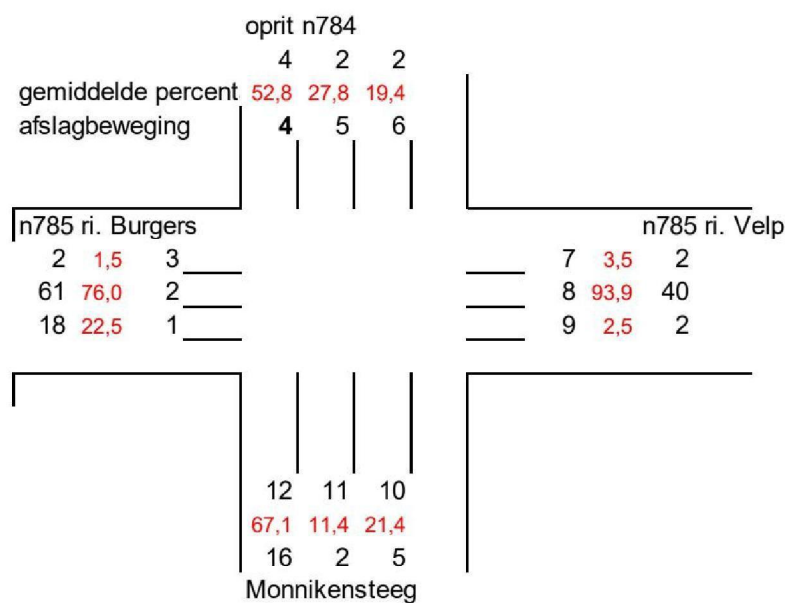 oprit n784
4 2 2
gemiddelde percent 52,8 27,8 19,4
afslagbeweging 4 5 6
n785 ri. Burgers n785 ri. Velp
2 1,5 3 7 3,5 2
61 76,0 2 8 93,9 40
18 22,5 1 9 2,5 2
12 11 10
67,1 11,4 21,4
16 2 5
Monnikensteeg